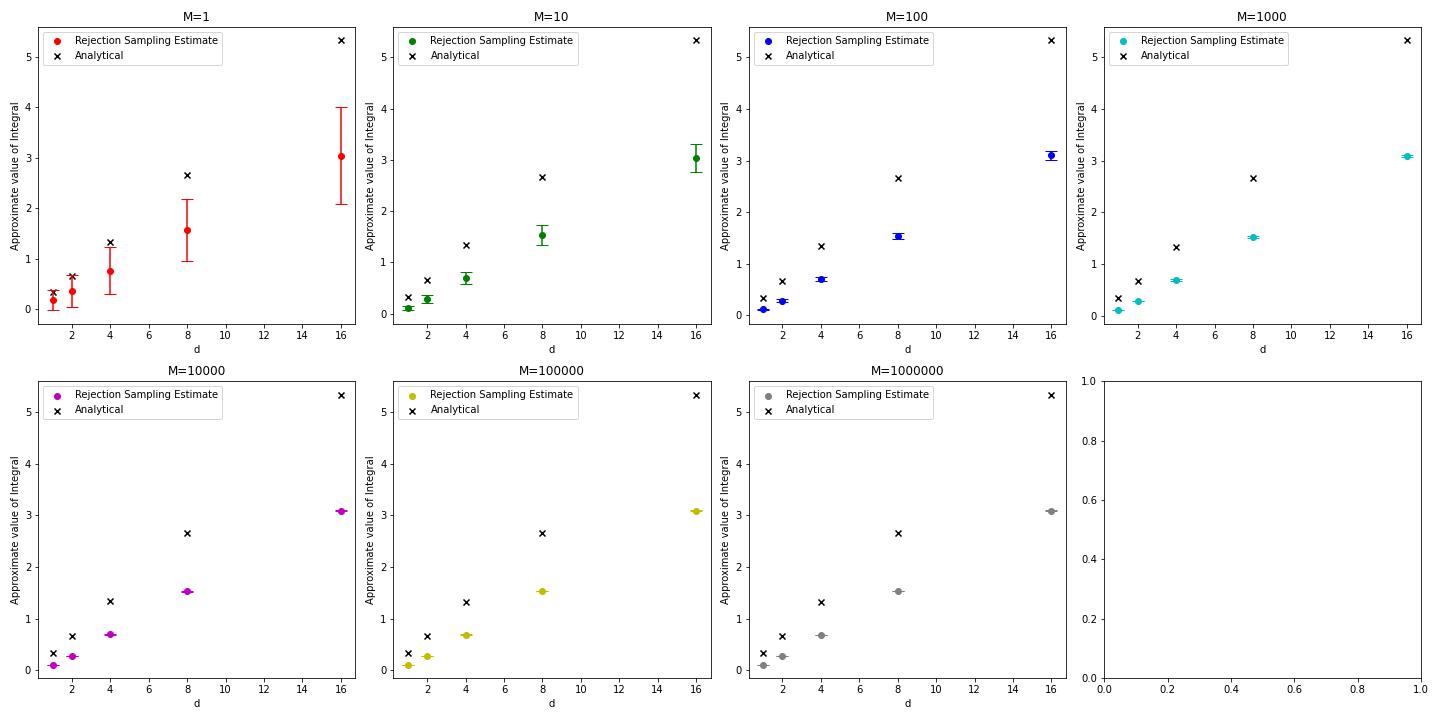 M=1
Rejection Sampling Estimate
Analytical
Approximate value of Integral
5
4
3
2
1
0
2 4 6 8 10 12 14 16
d
M=10
Rejection Sampling Estimate
Analytical
Approximate value of Integral
5
4
3
2
1
0
2 4 6 8 10 12 14 16
d
M=100
Rejection Sampling Estimate
Analytical
Approximate value of Integral
5
4
3
2
1
0
2 4 6 8 10 12 14 16
d
M=1000
Rejection Sampling Estimate
Analytical
Approximate value of Integral
5
4
3
2
1
0
2 4 6 8 10 12 14 16
d
M=10000
Rejection Sampling Estimate
Analytical
Approximate value of Integral
5
4
3
2
1
0
2 4 6 8 10 12 14 16
d
M=100000
Rejection Sampling Estimate
Analytical
Approximate value of Integral
5
4
3
2
1
0
2 4 6 8 10 12 14 16
d
M=1000000
Rejection Sampling Estimate
Analytical
Approximate value of Integral
5
4
3
2
1
0
2 4 6 8 10 12 14 16
d
1.0
0.8
0.6
0.4
0.2
0.0
0.0 0.2 0.4 0.6 0.8 1.0